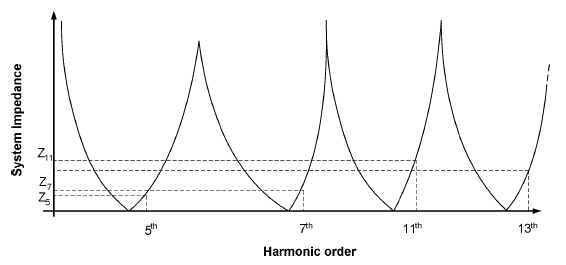 System impedance
Z11
Z7
Z5
5th
7th
11th
13th
Harmonic order